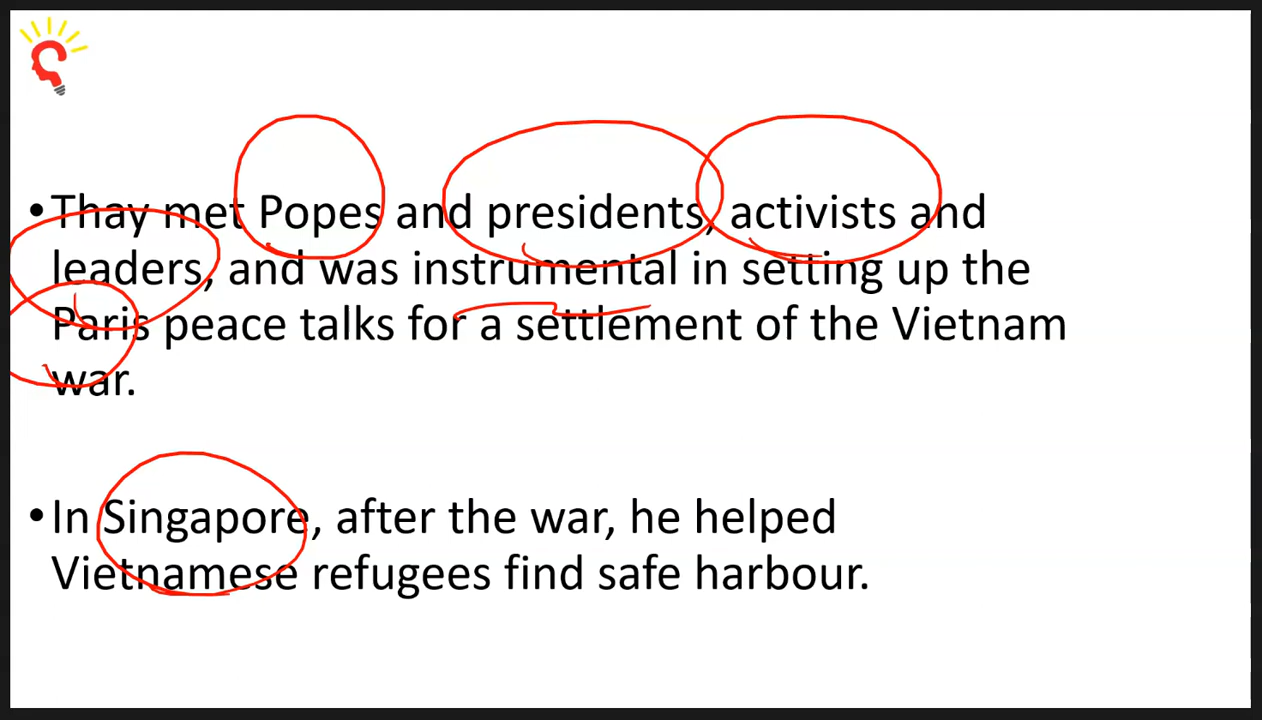 •Thay met Popes and presidents, activists and
leaders, and was instrumental in setting up the
Paris peace talks for a settlement of the Vietnam
war.
•In Singapore, after the war, he helped
Vietnamese refugees find safe harbour.